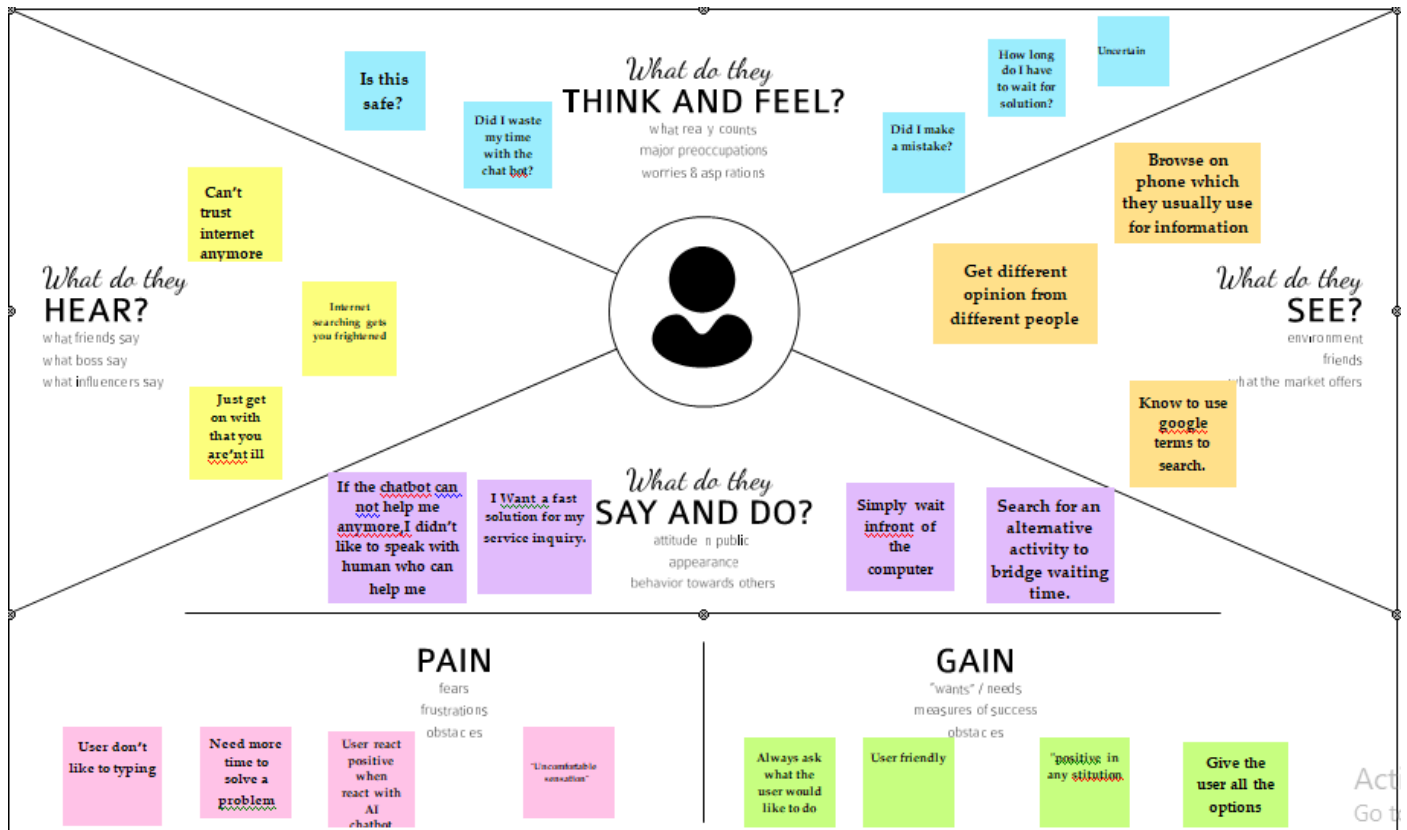 What do they
THINK AND FEEL?
what rea y counts
major preoccupations
worries & asp rations
Is this
safe?
Did I waste
my time
with the
chat bot?
Did I make
a mistake?
How long
do I have
to wait for
solution?
Uncertain
What do they
HEAR?
what friends say
what boss say
what influencers say
Can't
trust
internet
anymore
Internet
searching gets
you frightened
Just get
on with
that you
are'nt ill
What do they
SEE?
environment
friends
what the market offers
Browse on
phone which
they usually use
for information
Get different
opinion from
different people
Know to use
google
terms to
search.
What do they
SAY AND DO?
attitude n public
appearance
behavior towards others
If the chatbot can
not help me
anymore,I didn't
like to speak with
human who can
help me
I Want a fast
solution for my
service inquiry.
Simply wait
infront of
the
computer
Search for an
alternative
activity to
bridge waiting
time.
PAIN
fears
frustrations
obstac es
User don't
like to typing
Need more
time to
solve a
problem
User react
positive
when
react with
AI
chatbot
"Uncomfortable
sensation"
GAIN
"wants" / needs
measures of success
obstacles
Always ask
what the
user would
like to do
User friendly
"positive in
any stitution
Give the
user all the
options